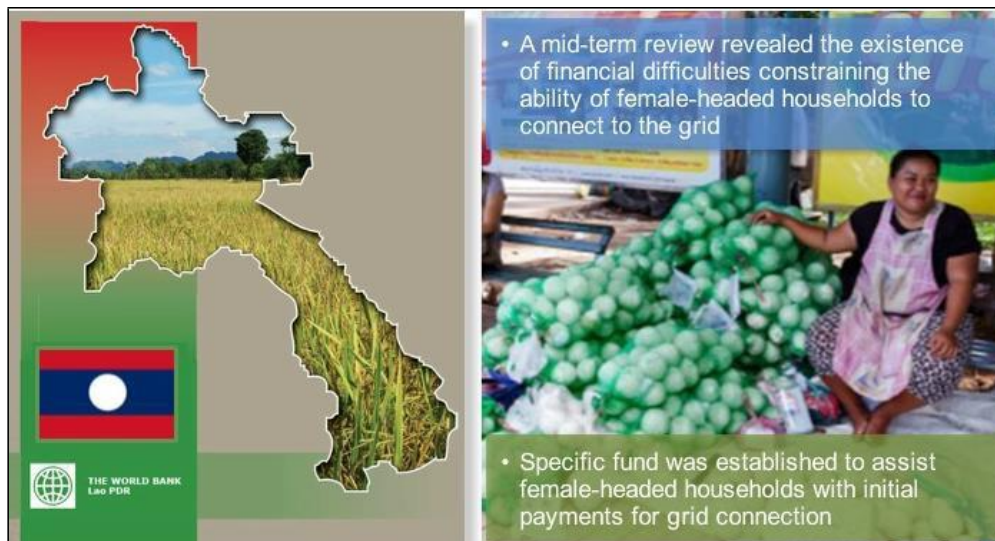 THE WORLD BANK
Lao PDR
• A mid-term review revealed the existence
of financial difficulties constraining the
ability of female-headed households to
connect to the grid
• Specific fund was established to assist
female-headed households with initial
payments for grid connection